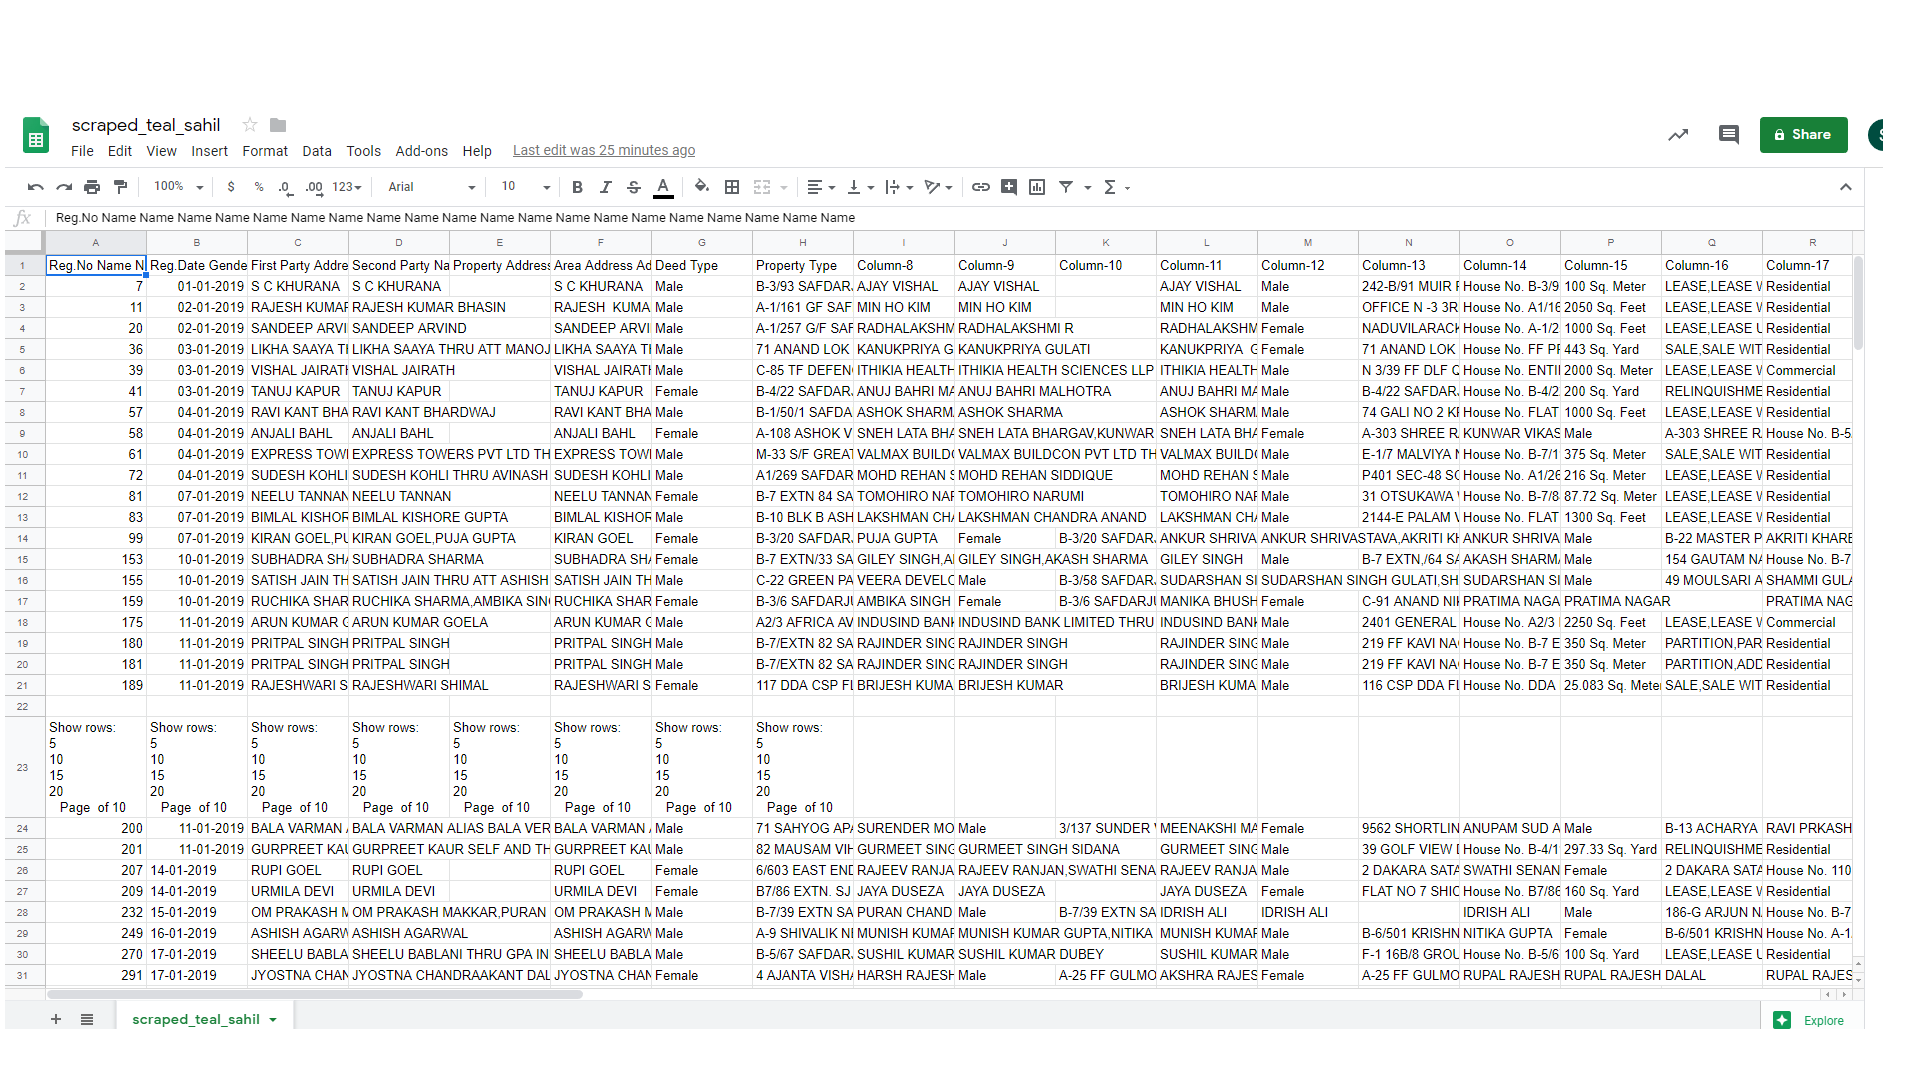 scraped_teal_sahil
File Edit View Insert Format Data Tools Add-ons Help Last edit was 25 minutes ago
Share
S
100% $ % .0 .00 123 Arial 10 B I S A Σ
fx Reg.No Name Name Name Name Name Name Name Name Name Name Name Name Name Name Name Name Name Name Name Name
A B C D E F G H I J K L M N O P Q R
1 Reg.No Name N Reg.Date Gende First Party Addre Second Party Na Property Address Area Address Ad Deed Type Property Type Column-8 Column-9 Column-10 Column-11 Column-12 Column-13 Column-14 Column-15 Column-16 Column-17
2 7 01-01-2019 S C KHURANA S C KHURANA S C KHURANA Male B-3/93 SAFDAR AJAY VISHAL AJAY VISHAL AJAY VISHAL Male 242-B/91 MUIR House No. B-3/9 100 Sq. Meter LEASE,LEASE Residential
3 11 02-01-2019 RAJESH KUMAR RAJESH KUMAR BHASIN RAJESH KUMA Male A-1/161 GF SAF MIN HO KIM MIN HO KIM MIN HO KIM Male OFFICE N -3 3R House No. A1/16 2050 Sq. Feet LEASE,LEASE Residential
4 20 02-01-2019 SANDEEP ARVI SANDEEP ARVIND SANDEEP ARVI Male A-1/257 G/F SAF RADHALAKSHM RADHALAKSHMI R RADHALAKSHM Female NADUVILARACK House No. A-1/2 1000 Sq. Feet LEASE,LEASE Residential
5 36 03-01-2019 LIKHA SAAYA LIKHA SAAYA THRU ATT MANOJ LIKHA SAAYA Male 71 ANAND LOK KANUKPRIYA G KANUKPRIYA GULATI KANUKPRIYA G Female 71 ANAND LOK House No. FF 443 Sq. Yard SALE,SALE WIT Residential
6 39 03-01-2019 VISHAL JAIRATH VISHAL JAIRATH VISHAL JAIRATH Male C-85 TF DEFEN ITHIKIA HEALTH ITHIKIA HEALTH SCIENCES LLP ITHIKIA HEALTH Male N 3/39 FF DLF House No. ENTI 2000 Sq. Meter LEASE,LEASE Commercial
7 41 03-01-2019 TANUJ KAPUR TANUJ KAPUR TANUJ KAPUR Female B-4/22 SAFDAR ANUJ BAHRI MA ANUJ BAHRI MALHOTRA ANUJ BAHRI MA Male B-4/22 SAFDAR House No. B-4/2 200 Sq. Yard RELINQUISHME Residential
8 57 04-01-2019 RAVI KANT BHA RAVI KANT BHARDWAJ RAVI KANT BHA Male B-1/50/1 SAFDA ASHOK SHARM ASHOK SHARMA ASHOK SHARM Male 74 GALI NO 2 House No. FLAT 1000 Sq. Feet LEASE,LEASE Residential
9 58 04-01-2019 ANJALI BAHL ANJALI BAHL ANJALI BAHL Female A-108 ASHOK V SNEH LATA BHA SNEH LATA BHARGAV,KUNWAR SNEH LATA BHA Female A-303 SHREE R KUNWAR VIKAS Male A-303 SHREE R House No. B-5
10 61 04-01-2019 EXPRESS TOWE EXPRESS TOWERS PVT LTD TH EXPRESS TOWE Male M-33 S/F GREAT VALMAX BUILDC VALMAX BUILDCON PVT LTD TH VALMAX BUILDC Male E-1/7 MALVIYA House No. B-7/1 375 Sq. Meter SALE,SALE WIT Residential
11 72 04-01-2019 SUDESH KOHLI SUDESH KOHLI THRU AVINASH SUDESH KOHLI Male A1/269 SAFDAR MOHD REHAN S MOHD REHAN SIDDIQUE MOHD REHAN S Male P401 SEC-48 House No. A1/26 216 Sq. Meter LEASE,LEASE Residential
12 81 07-01-2019 NEELU TANNAN NEELU TANNAN NEELU TANNAN Female B-7 EXTN 84 SA TOMOHIRO NAR TOMOHIRO NARUMI TOMOHIRO NAR Male 31 OTSUKAWA House No. B-7/8 87.72 Sq. Meter LEASE,LEASE Residential
13 83 07-01-2019 BIMLAL KISHOR BIMLAL KISHORE GUPTA BIMLAL KISHOR Male B-10 BLK B ASH LAKSHMAN CHA LAKSHMAN CHANDRA ANAND LAKSHMAN CHA Male 2144-E PALAM House No. FLAT 1300 Sq. Feet LEASE,LEASE Residential
14 99 07-01-2019 KIRAN GOEL,PU KIRAN GOEL,PUJA GUPTA KIRAN GOEL Female B-3/20 SAFDAR PUJA GUPTA Female B-3/20 SAFDAR ANKUR SHRIVA ANKUR SHRIVASTAVA,AKRITI KH ANKUR SHRIVA Male B-22 MASTER P AKRITI KHARE
15 153 10-01-2019 SUBHADRA SHA SUBHADRA SHARMA SUBHADRA SHA Female B-7 EXTN/33 SA GILEY SINGH,A GILEY SINGH,AKASH SHARMA GILEY SINGH Male B-7 EXTN,/64 SA AKASH SHARMA Male 154 GAUTAM NA House No. B-7
16 155 10-01-2019 SATISH JAIN TH SATISH JAIN THRU ATT ASHISH SATISH JAIN TH Male C-22 GREEN PA VEERA DEVELO Male B-3/58 SAFDAR SUDARSHAN SI SUDARSHAN SINGH GULATI,SH SUDARSHAN SI Male 49 MOULSARI A SHAMMI GULA
17 159 10-01-2019 RUCHIKA SHAR RUCHIKA SHARMA,AMBIKA SIN RUCHIKA SHAR Female B-3/6 SAFDARJU AMBIKA SINGH Female B-3/6 SAFDARJU MANIKA BHUSH Female C-91 ANAND NI PRATIMA NAGA PRATIMA NAGAR PRATIMA NAG
18 175 11-01-2019 ARUN KUMAR G ARUN KUMAR GOELA ARUN KUMAR G Male A2/3 AFRICA AV INDUSIND BANK INDUSIND BANK LIMITED THRU INDUSIND BANK Male 2401 GENERAL House No. A2/3 2250 Sq. Feet LEASE,LEASE Commercial
19 180 11-01-2019 PRITPAL SINGH PRITPAL SINGH PRITPAL SINGH Male B-7/EXTN 82 SA RAJINDER SING RAJINDER SINGH RAJINDER SING Male 219 FF KAVI NA House No. B-7 E 350 Sq. Meter PARTITION,PAR Residential
20 181 11-01-2019 PRITPAL SINGH PRITPAL SINGH PRITPAL SINGH Male B-7/EXTN 82 SA RAJINDER SING RAJINDER SINGH RAJINDER SING Male 219 FF KAVI NA House No. B-7 E 350 Sq. Meter PARTITION,ADD Residential
21 189 11-01-2019 RAJESHWARI S RAJESHWARI SHIMAL RAJESHWARI S Female 117 DDA CSP FL BRIJESH KUMA BRIJESH KUMAR BRIJESH KUMA Male 116 CSP DDA FL House No. DDA 25.083 Sq. Meter SALE,SALE WIT Residential
22
23 Show rows: Show rows: Show rows: Show rows: Show rows: Show rows: Show rows: Show rows:
5 5 5 5 5 5 5 5
10 10 10 10 10 10 10 10
15 15 15 15 15 15 15 15
20 20 20 20 20 20 20 20
Page of 10 Page of 10 Page of 10 Page of 10 Page of 10 Page of 10 Page of 10 Page of 10
24 200 11-01-2019 BALA VARMAN BALA VARMAN ALIAS BALA VER BALA VARMAN Male 71 SAHYOG APA SURENDER MO Male 3/137 SUNDER MEENAKSHI MA Female 9562 SHORTLIN ANUPAM SUD A Male B-13 ACHARYA RAVI PRKASH
25 201 11-01-2019 GURPREET KAU GURPREET KAUR SELF AND TH GURPREET KAU Male 82 MAUSAM VIH GURMEET SING GURMEET SINGH SIDANA GURMEET SING Male 39 GOLF VIEW House No. B-4/1 297.33 Sq. Yard RELINQUISHME Residential
26 207 14-01-2019 RUPI GOEL RUPI GOEL RUPI GOEL Female 6/603 EAST END RAJEEV RANJA RAJEEV RANJAN,SWATHI SENA RAJEEV RANJA Male 2 DAKARA SATA SWATHI SENAN Female 2 DAKARA SATA House No. 110
27 209 14-01-2019 URMILA DEVI URMILA DEVI URMILA DEVI Female B7/86 EXTN. SJ JAYA DUSEZA JAYA DUSEZA JAYA DUSEZA Female FLAT NO 7 SHIC House No. B7/86 160 Sq. Yard LEASE,LEASE Residential
28 232 15-01-2019 OM PRAKASH M OM PRAKASH MAKKAR,PURAN OM PRAKASH M Male B-7/39 EXTN SA PURAN CHAND Male B-7/39 EXTN SA IDRISH ALI IDRISH ALI IDRISH ALI Male 186-G ARJUN N House No. B-7
29 249 16-01-2019 ASHISH AGARW ASHISH AGARWAL ASHISH AGARW Male A-9 SHIVALIK NI MUNISH KUMAR MUNISH KUMAR GUPTA,NITIKA MUNISH KUMAR Male B-6/501 KRISHN NITIKA GUPTA Female B-6/501 KRISHN House No. A-1
30 270 17-01-2019 SHEELU BABLA SHEELU BABLANI THRU GPA IN SHEELU BABLA Male B-5/67 SAFDAR SUSHIL KUMAR SUSHIL KUMAR DUBEY SUSHIL KUMAR Male F-1 16B/8 GROU House No. B-5/6 100 Sq. Yard LEASE,LEASE Residential
31 291 17-01-2019 JYOSTNA CHAN JYOSTNA CHANDRAAKANT DAL JYOSTNA CHAN Female 4 AJANTA VISHA HARSH RAJESH Male A-25 FF GULMO AKSHRA RAJES Female A-25 FF GULMO RUPAL RAJESH RUPAL RAJESH DALAL RUPAL RAJES
scraped_teal_sahil
Explore